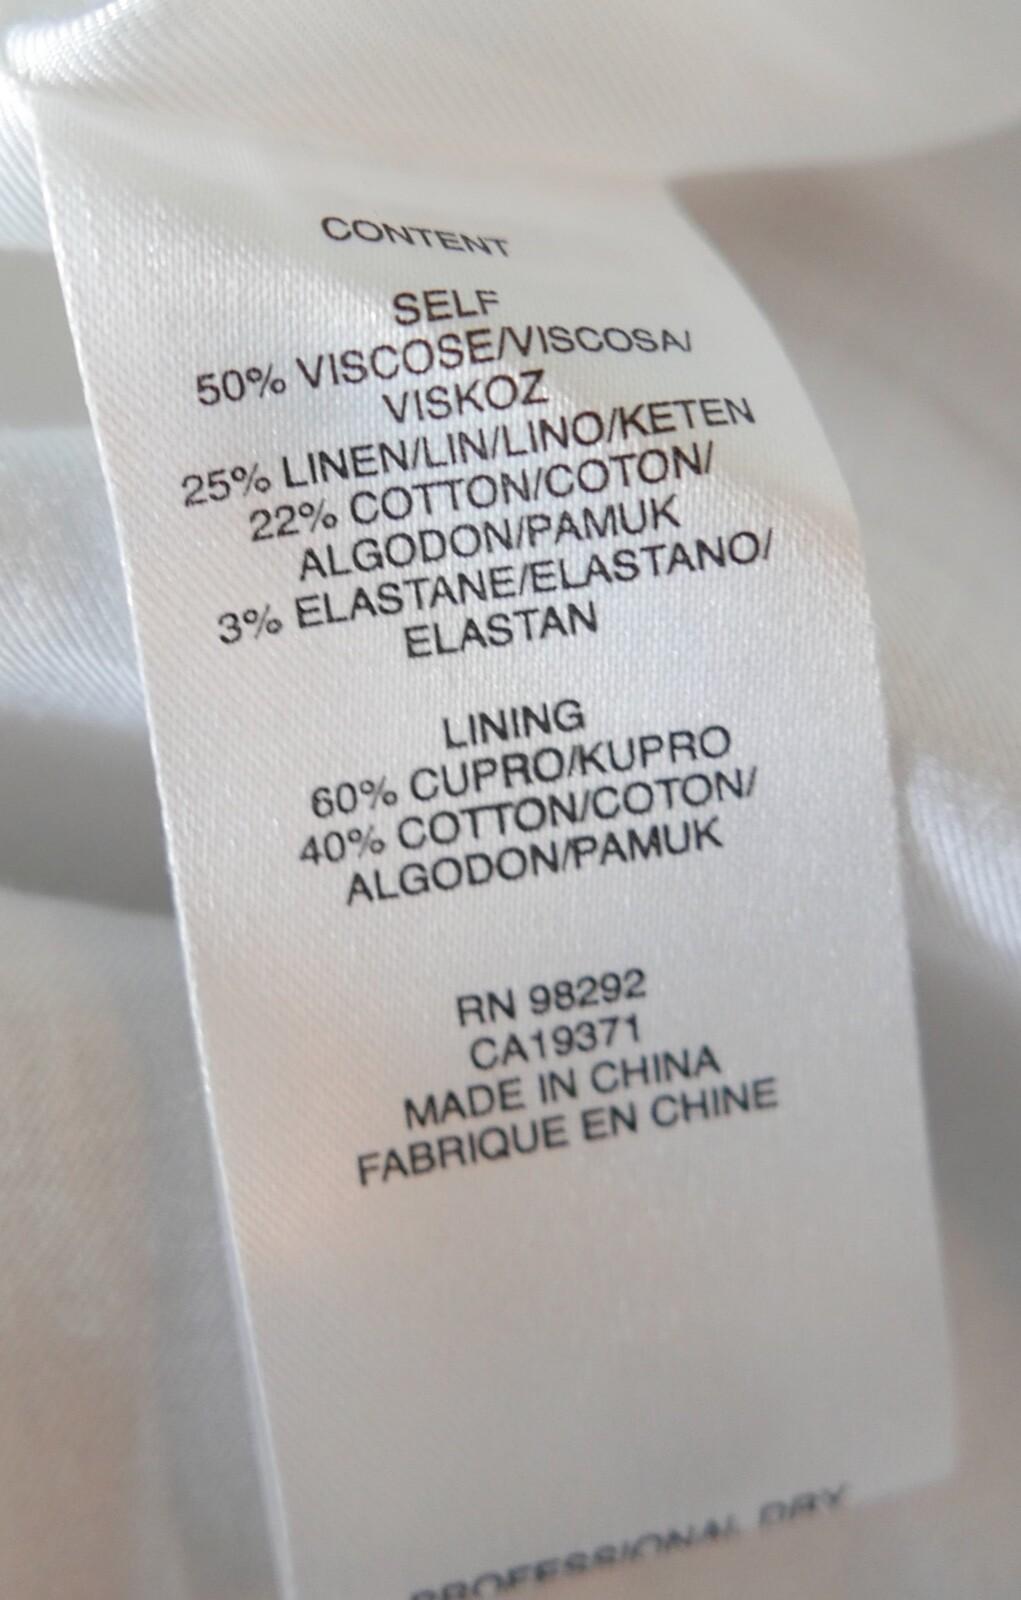 CONTENT
SELF
50% VISCOSE/VISCOSA/
VISKOZ
25% LINEN/LIN/LINO/KETEN
22% COTTON/COTON/
ALGODON/PAMUK
3% ELASTANE/ELASTANO/
ELASTAN
LINING
60% CUPRO/KUPRO
40% COTTON/COTON/
ALGODON/PAMUK
RN 98292
CA19371
MADE IN CHINA
FABRIQUE EN CHINE
PROFESSIONAL DRY